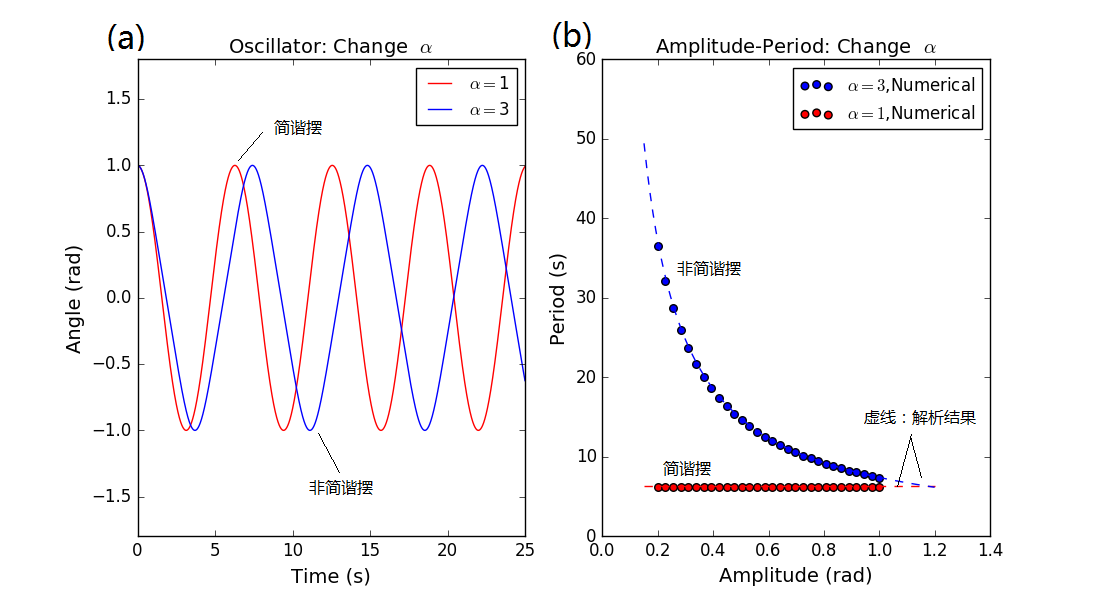 (a)
Oscillator: Change α
α = 1
α = 3
简谐摆
非简谐摆
1.5
1.0
0.5
0.0
−0.5
−1.0
−1.5
Angle (rad)
0 5 10 15 20 25
Time (s)
(b)
Amplitude-Period: Change α
α = 3,Numerical
α = 1,Numerical
非简谐摆
虚线：解析结果
简谐摆
60
50
40
30
20
10
0
Period (s)
0.0 0.2 0.4 0.6 0.8 1.0 1.2 1.4
Amplitude (rad)